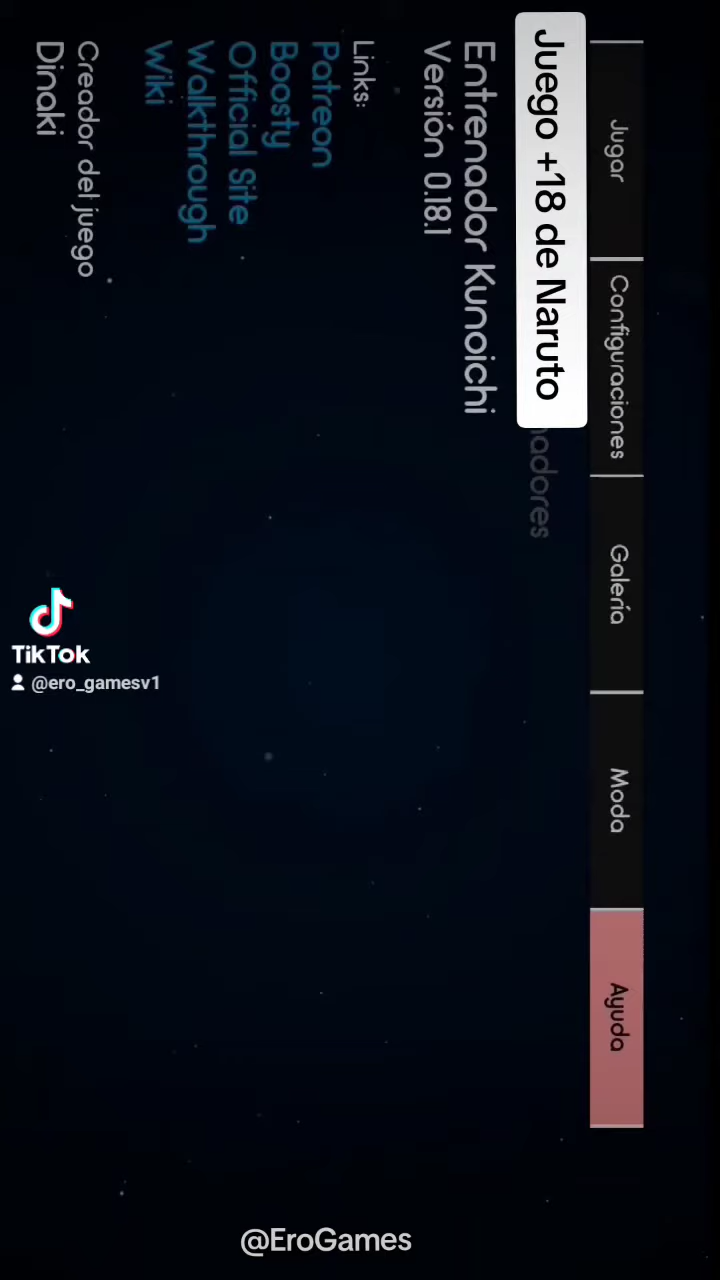 Jugar
Configuraciones
Galería
Moda
Ayuda
Juego +18 de Naruto
adores
Entrenador Kunoichi
Versión 0.18.1
Links:
Patreon
Boosty
Official Site
Walkthrough
Wiki
Creador del juego
Dinaki
TikTok
@ero_gamesv1
@EroGames